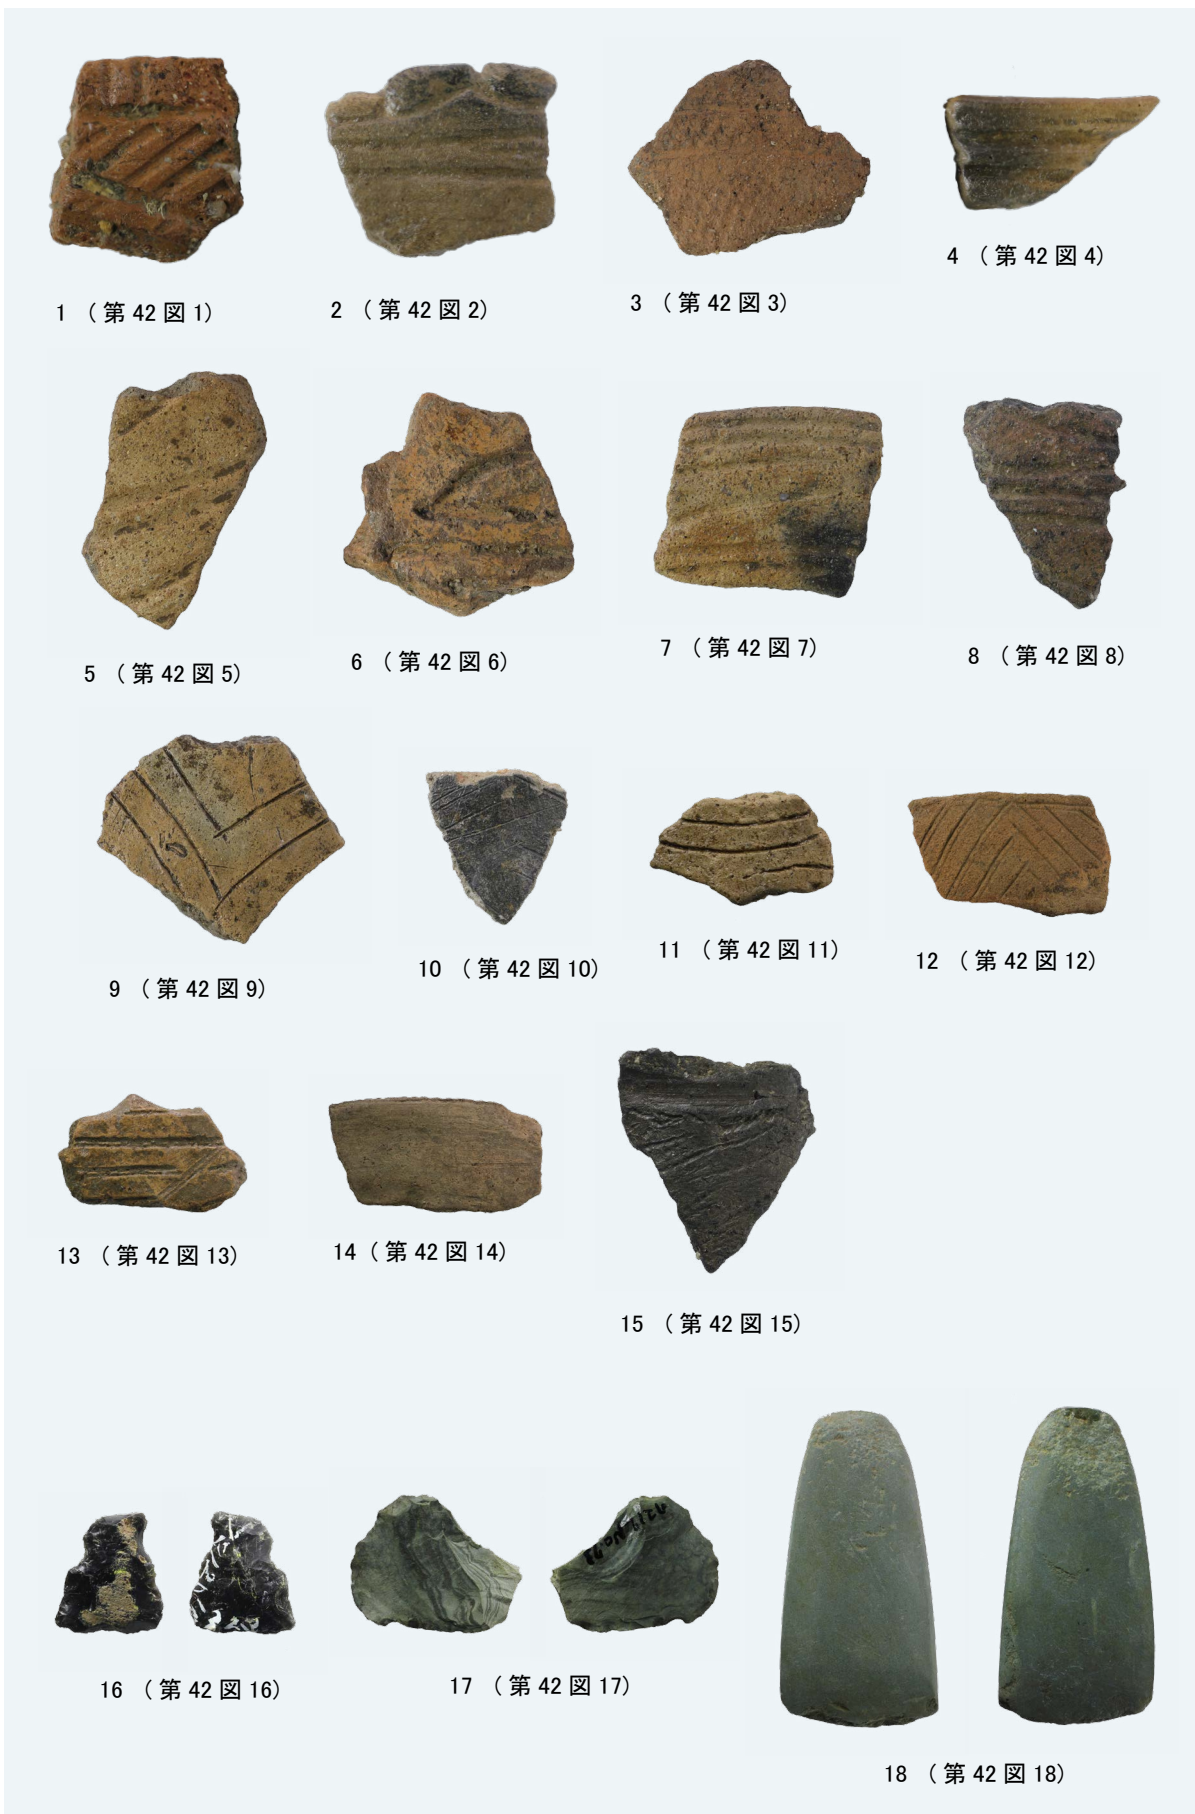 1 （第 42 図 1）
2 （第 42 図 2）
3 （第 42 図 3）
4 （第 42 図 4）
5 （第 42 図 5）
6 （第 42 図 6）
7 （第 42 図 7）
8 （第 42 図 8）
9 （第 42 図 9）
10 （第 42 図 10）
11 （第 42 図 11）
12 （第 42 図 12）
13 （第 42 図 13）
14（第 42 図 14）
15 （第 42 図 15）
16 （第 42 図 16）
17 （第 42 図 17）
18 （第 42 図 18）